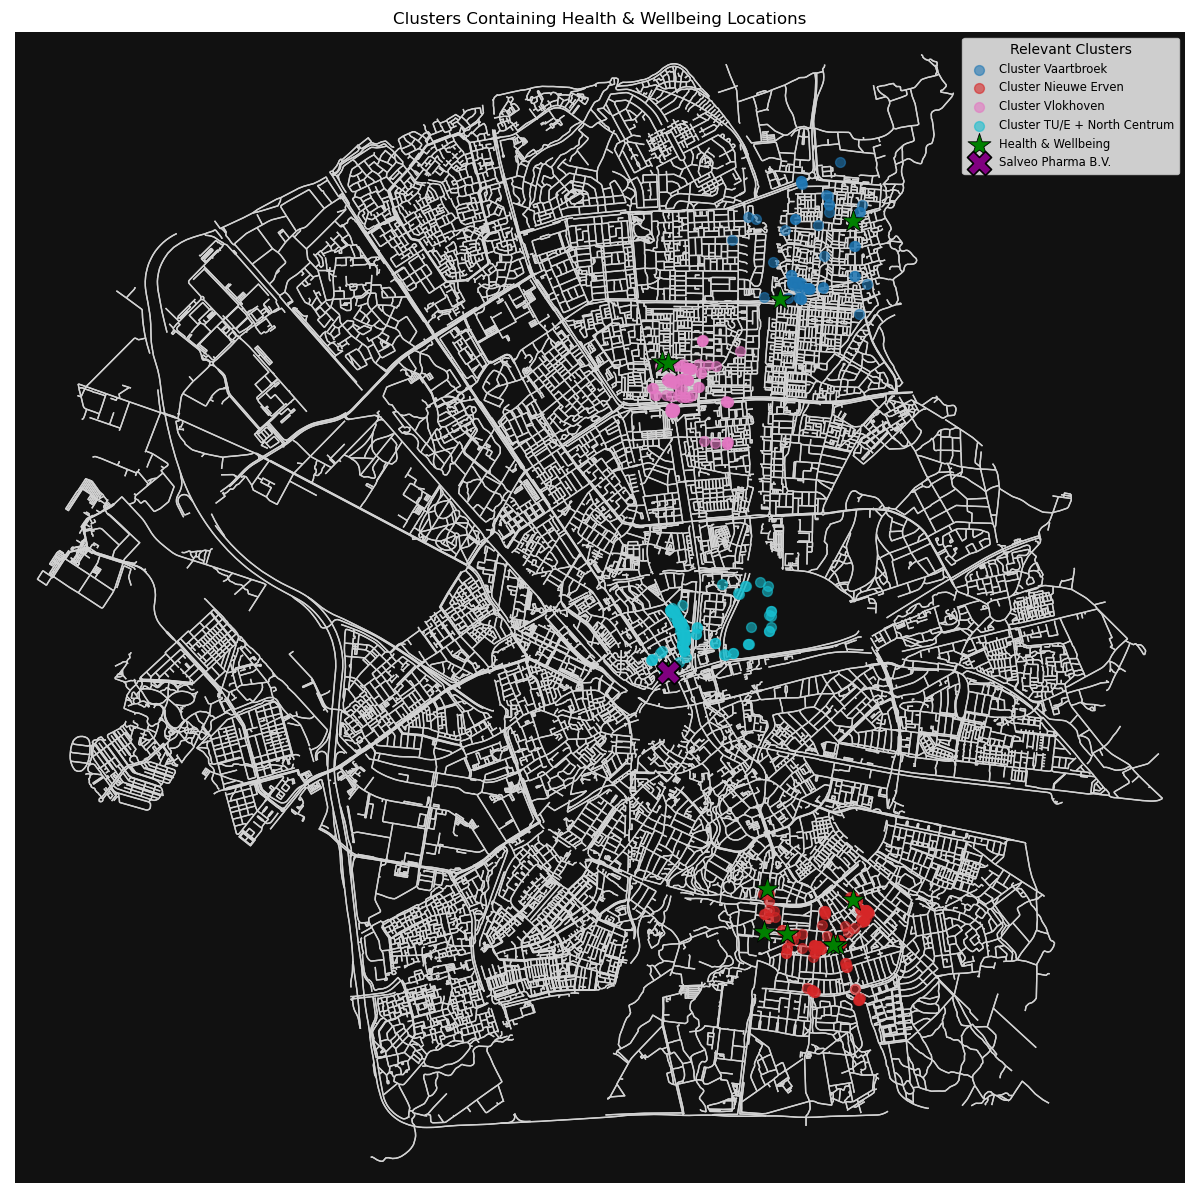 Clusters Containing Health & Wellbeing Locations
Relevant Clusters
Cluster Vaartbroek
Cluster Nieuwe Erven
Cluster Vlokhoven
Cluster TU/E + North Centrum
Health & Wellbeing
Salveo Pharma B.V.